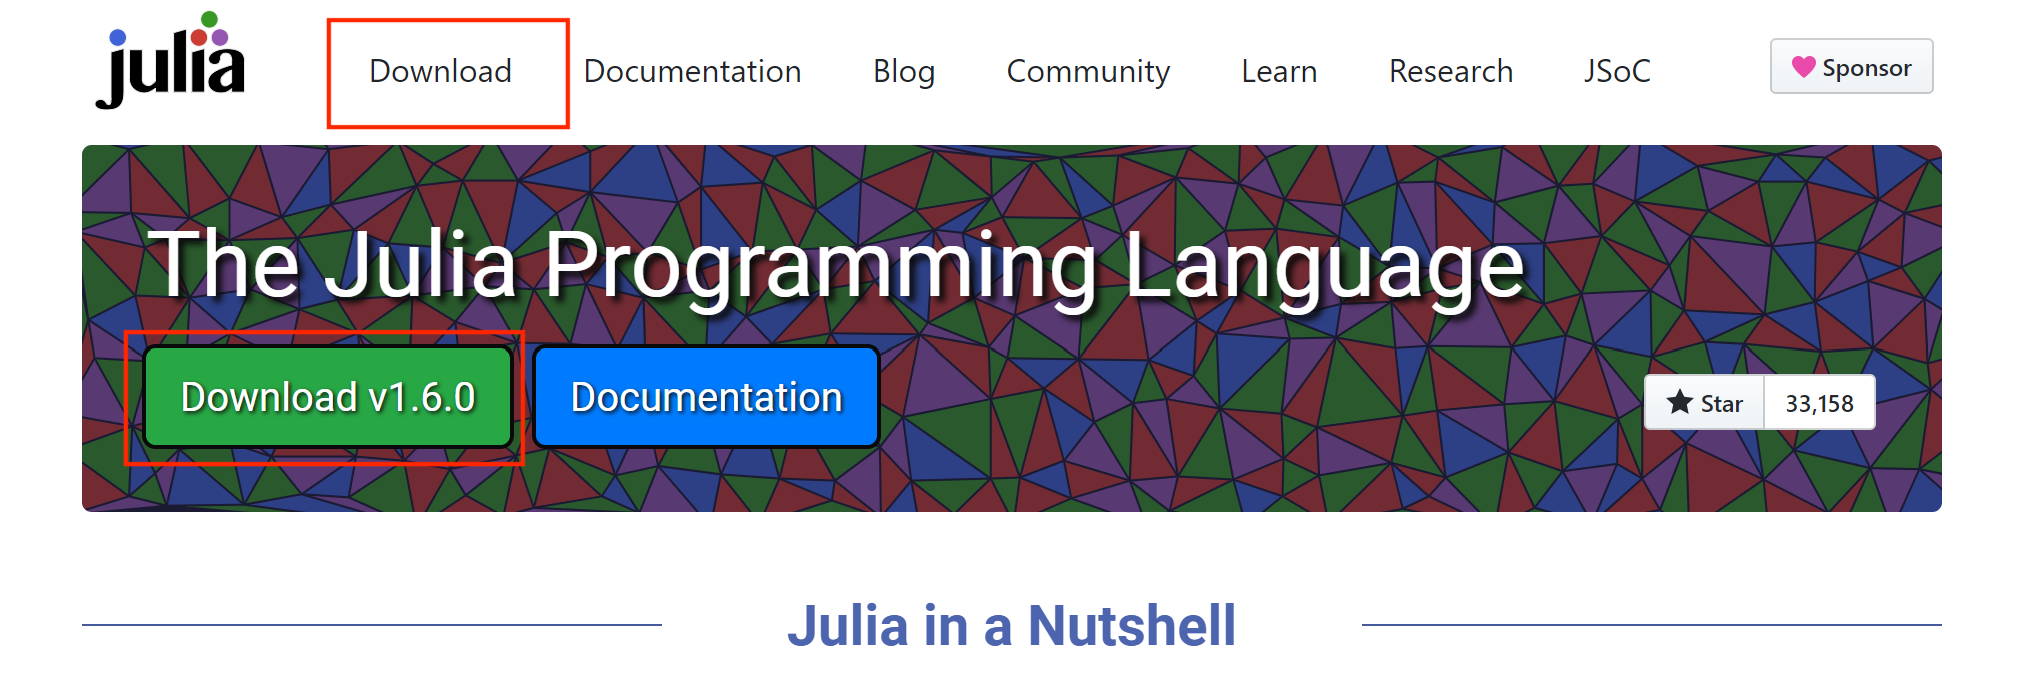 julia
Download Documentation Blog Community Learn Research JSoC Sponsor
The Julia Programming Language
Download v1.6.0 Documentation
Star 33,158
Julia in a Nutshell